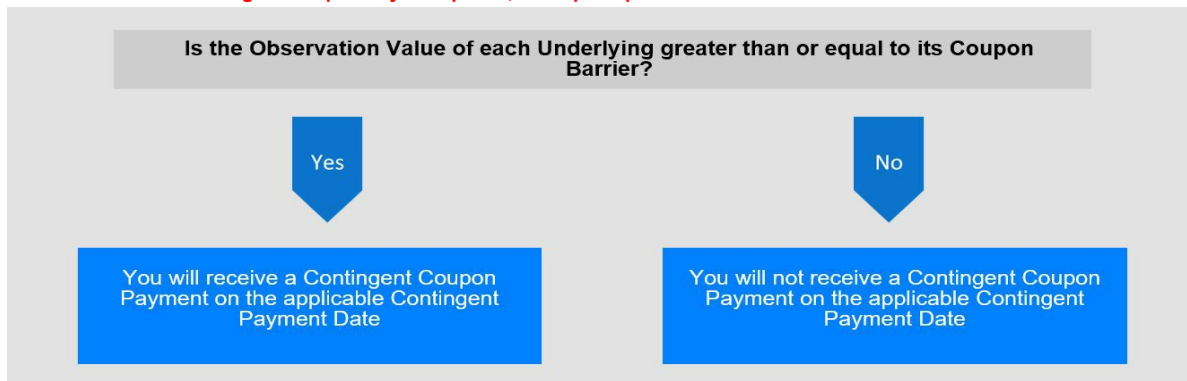 Is the Observation Value of each Underlying greater than or equal to its Coupon
Barrier?
Yes
No
You will receive a Contingent Coupon
Payment on the applicable Contingent
Payment Date
You will not receive a Contingent Coupon
Payment on the applicable Contingent
Payment Date